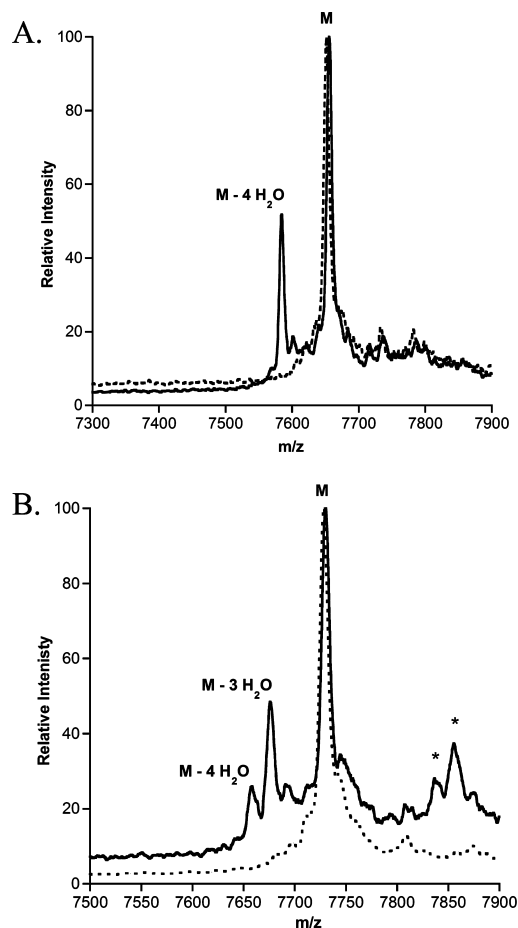 A.
M
100
80
60
40
20
0
Relative Intensity
M - 4 H2O
7300 7400 7500 7600 7700 7800 7900
m/z
B.
M
100
80
60
40
20
0
Relative Intenisty
M - 3 H2O
M - 4 H2O
*
*
7500 7550 7600 7650 7700 7750 7800 7850 7900
m/z